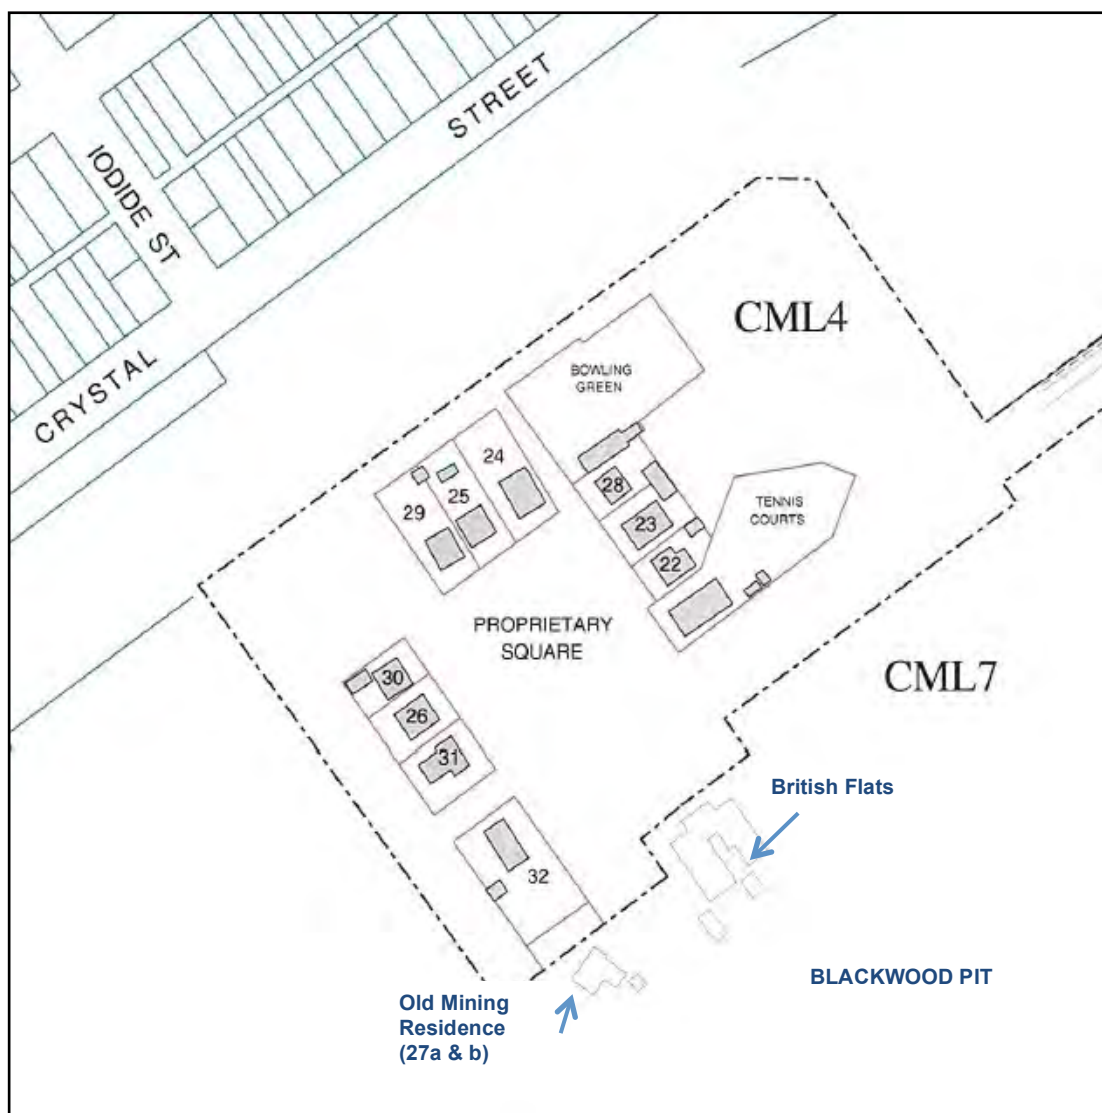 STREET
IODIDE ST
CRYSTAL
CML4
BOWLING
GREEN
24
25
29
28
23
22
TENNIS
COURTS
PROPRIETARY
SQUARE
CML7
30
26
31
32
British Flats
BLACKWOOD PIT
Old Mining
Residence
(27a & b)